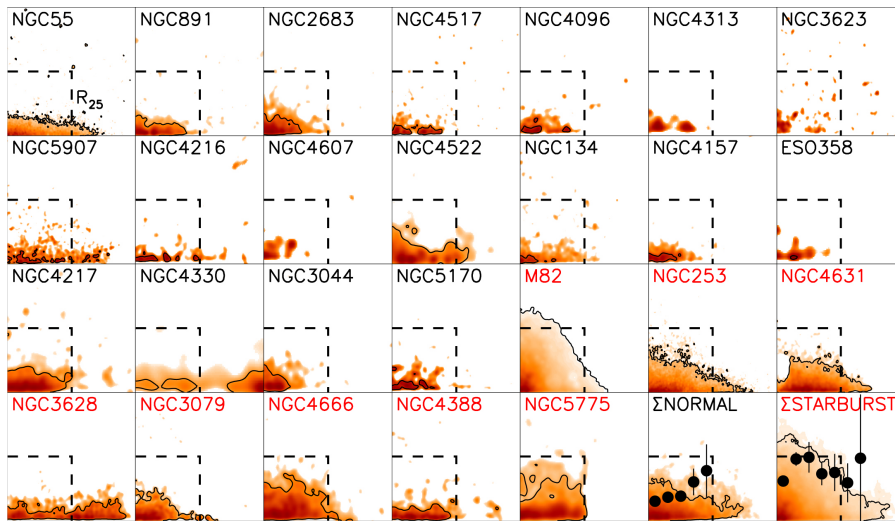 NGC55 NGC891 NGC2683 NGC4517 NGC4096 NGC4313 NGC3623
R25
NGC5907 NGC4216 NGC4607 NGC4522 NGC134 NGC4157 ESO358
NGC4217 NGC4330 NGC3044 NGC5170 M82 NGC253 NGC4631
NGC3628 NGC3079 NGC4666 NGC4388 NGC5775 ΣNORMAL ΣSTARBURST